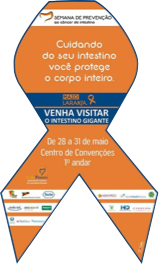 SEMANA DE PREVENÇÃO
ao câncer de intestino
Cuidando
do seu intestino
você protege
o corpo inteiro.
MAIO
LARANJA
VENHA VISITAR
O INTESTINO GIGANTE
De 28 a 31 de maio
Centro de Convenções
1º andar
HQ